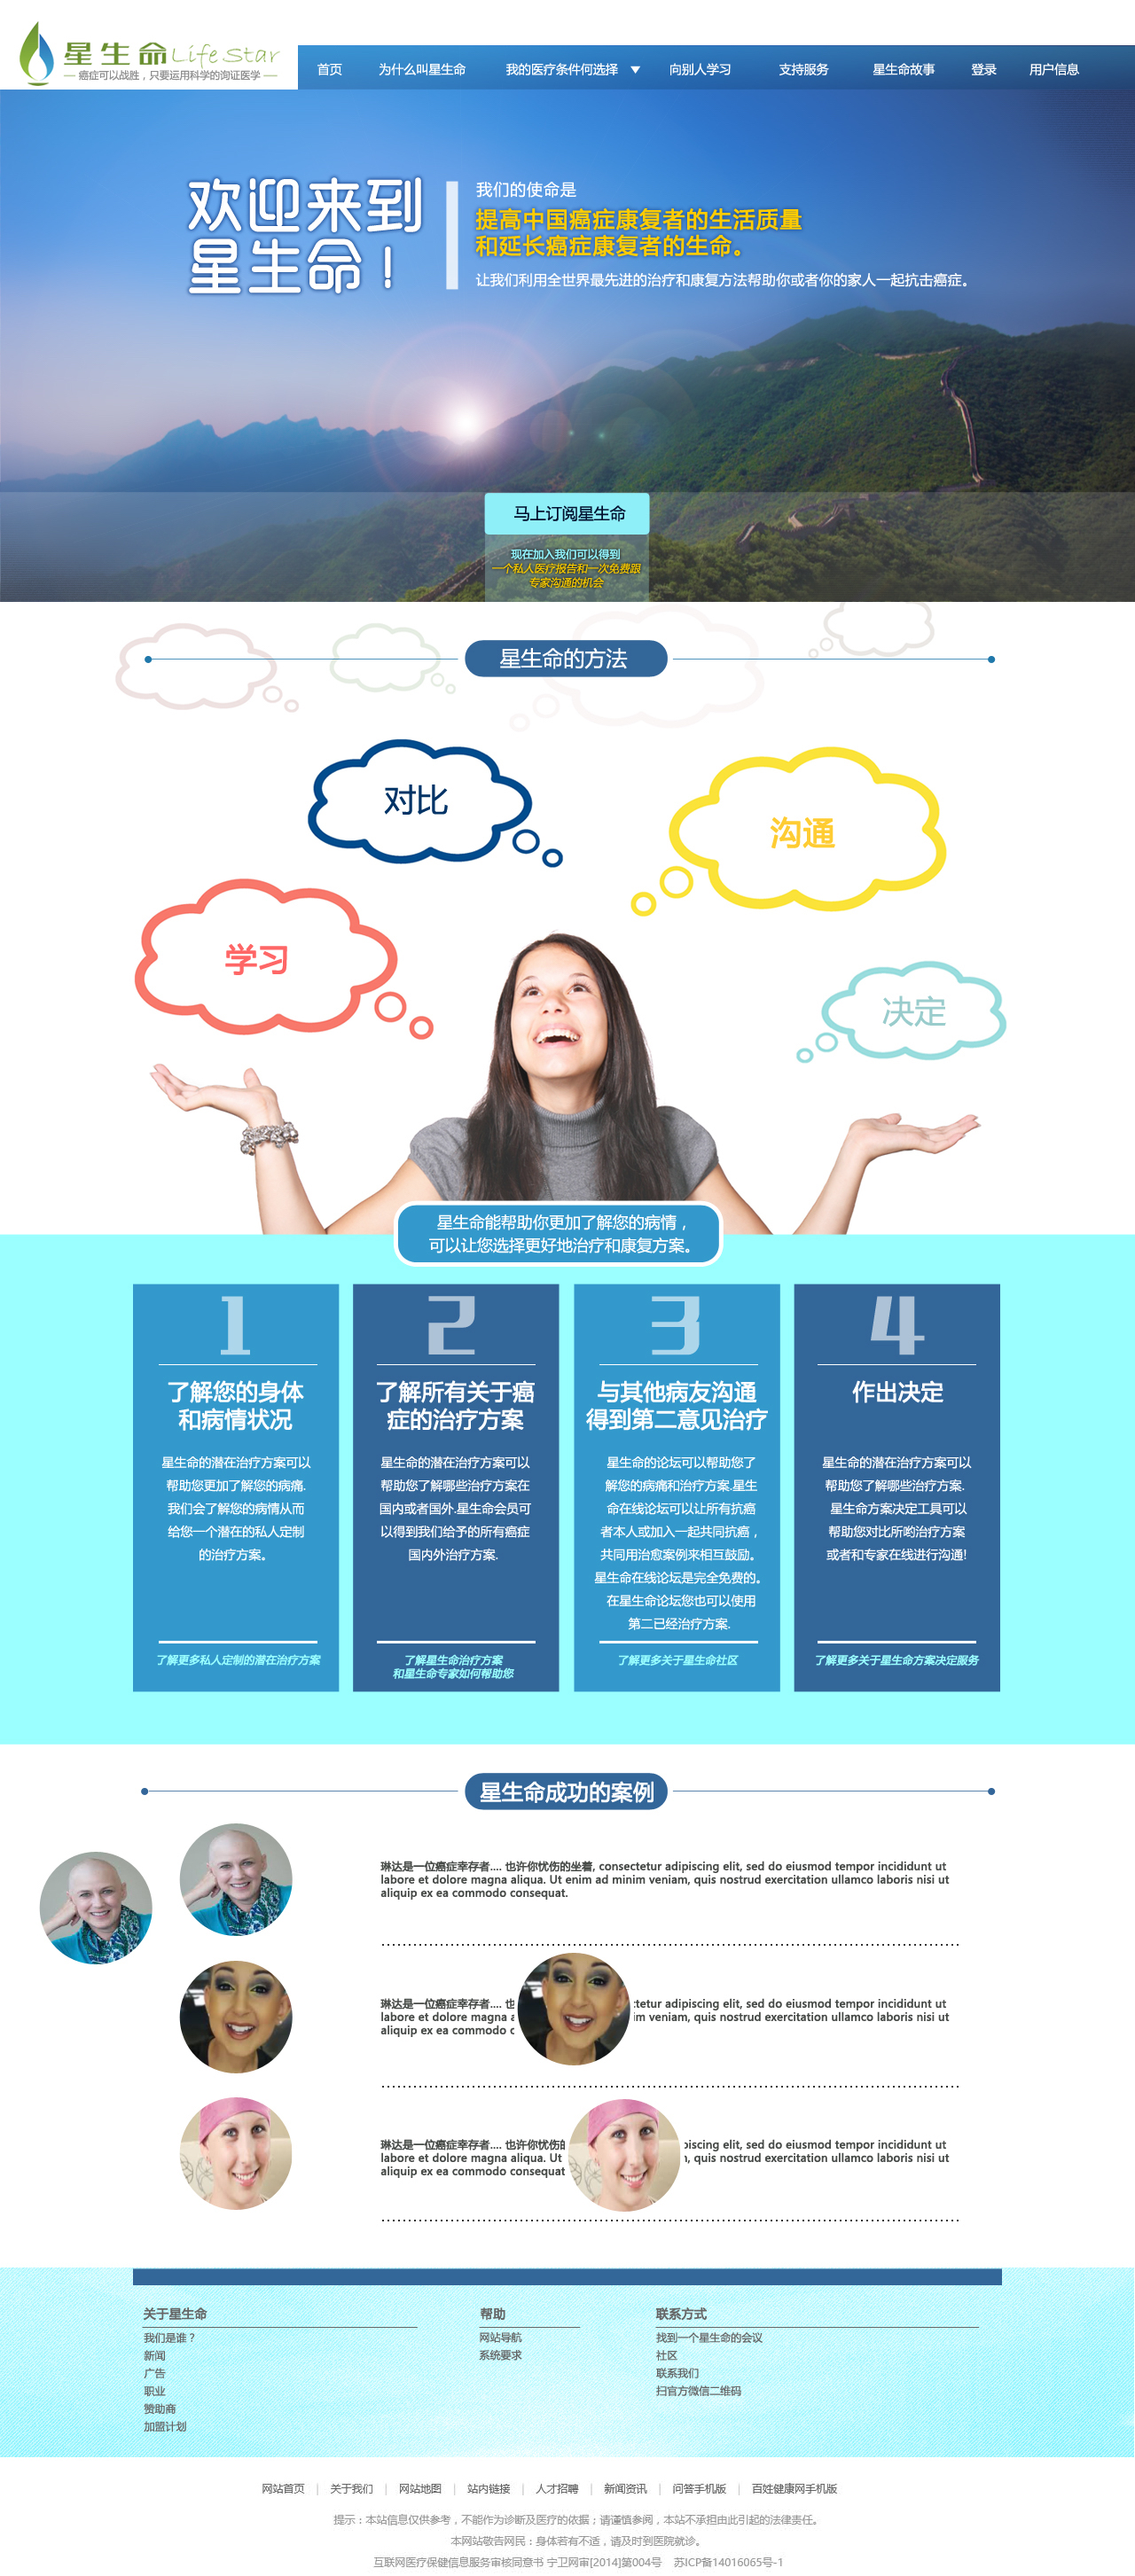 星生命 Life Star
— 癌症可以战胜，只要运用科学的询证医学 —
首页 为什么叫星生命 我的医疗条件何选择 ▼ 向别人学习 支持服务 星生命故事 登录 用户信息
欢迎来到
星生命！
我们的使命是
提高中国癌症康复者的生活质量
和延长癌症康复者的生命。
让我们利用全世界最先进的治疗和康复方法帮助你或者你的家人一起抗击癌症。
马上订阅星生命
现在加入我们可以得到
一个私人医疗报告和一次免费跟
专家沟通的机会
星生命的方法
对比
沟通
学习
决定
星生命能帮助你更加了解您的病情，
可以让您选择更好地治疗和康复方案。
1
了解您的身体
和病情状况
星生命的潜在治疗方案可以
帮助您更加了解您的病痛.
我们会了解您的病情从而
给您一个潜在的私人定制
的治疗方案。
了解更多私人定制的潜在治疗方案
2
了解所有关于癌
症的治疗方案
星生命的潜在治疗方案可以
帮助您了解哪些治疗方案在
国内或者国外.星生命会员可
以得到我们给予的所有癌症
国内外治疗方案.
了解星生命治疗方案
和星生命专家如何帮助您
3
与其他病友沟通
得到第二意见治疗
星生命的论坛可以帮助您了
解您的病痛和治疗方案.星生
命在线论坛可以让所有抗癌
者本人或加入一起共同抗癌，
共同用治愈案例来相互鼓励。
星生命在线论坛是完全免费的。
在星生命论坛您也可以使用
第二已经治疗方案.
了解更多关于星生命社区
4
作出决定
星生命的潜在治疗方案可以
帮助您了解哪些治疗方案.
星生命方案决定工具可以
帮助您对比所哟治疗方案
或者和专家在线进行沟通!
了解更多关于星生命方案决定服务
星生命成功的案例
琳达是一位癌症幸存者.... 也许你忧伤的坐着, consectetur adipiscing elit, sed do eiusmod tempor incididunt ut
labore et dolore magna aliqua. Ut enim ad minim veniam, quis nostrud exercitation ullamco laboris nisi ut
aliquip ex ea commodo consequat.
琳达是一位癌症幸存者.... 也 ctetur adipiscing elit, sed do eiusmod tempor incididunt ut
labore et dolore magna a im veniam, quis nostrud exercitation ullamco laboris nisi ut
aliquip ex ea commodo c
琳达是一位癌症幸存者.... 也许你忧伤的 piscing elit, sed do eiusmod tempor incididunt ut
labore et dolore magna aliqua. Ut , quis nostrud exercitation ullamco laboris nisi ut
aliquip ex ea commodo consequat
关于星生命
我们是谁？
新闻
广告
职业
赞助商
加盟计划
帮助
网站导航
系统要求
联系方式
找到一个星生命的会议
社区
联系我们
扫官方微信二维码
网站首页 | 关于我们 | 网站地图 | 站内链接 | 人才招聘 | 新闻资讯 | 问答手机版 | 百姓健康网手机版
提示：本站信息仅供参考，不能作为诊断及医疗的依据；请谨慎参阅，本站不承担由此引起的法律责任。
本网站敬告网民：身体若有不适，请及时到医院就诊。
互联网医疗保健信息服务审核同意书 宁卫网审[2014]第004号 苏ICP备14016065号-1